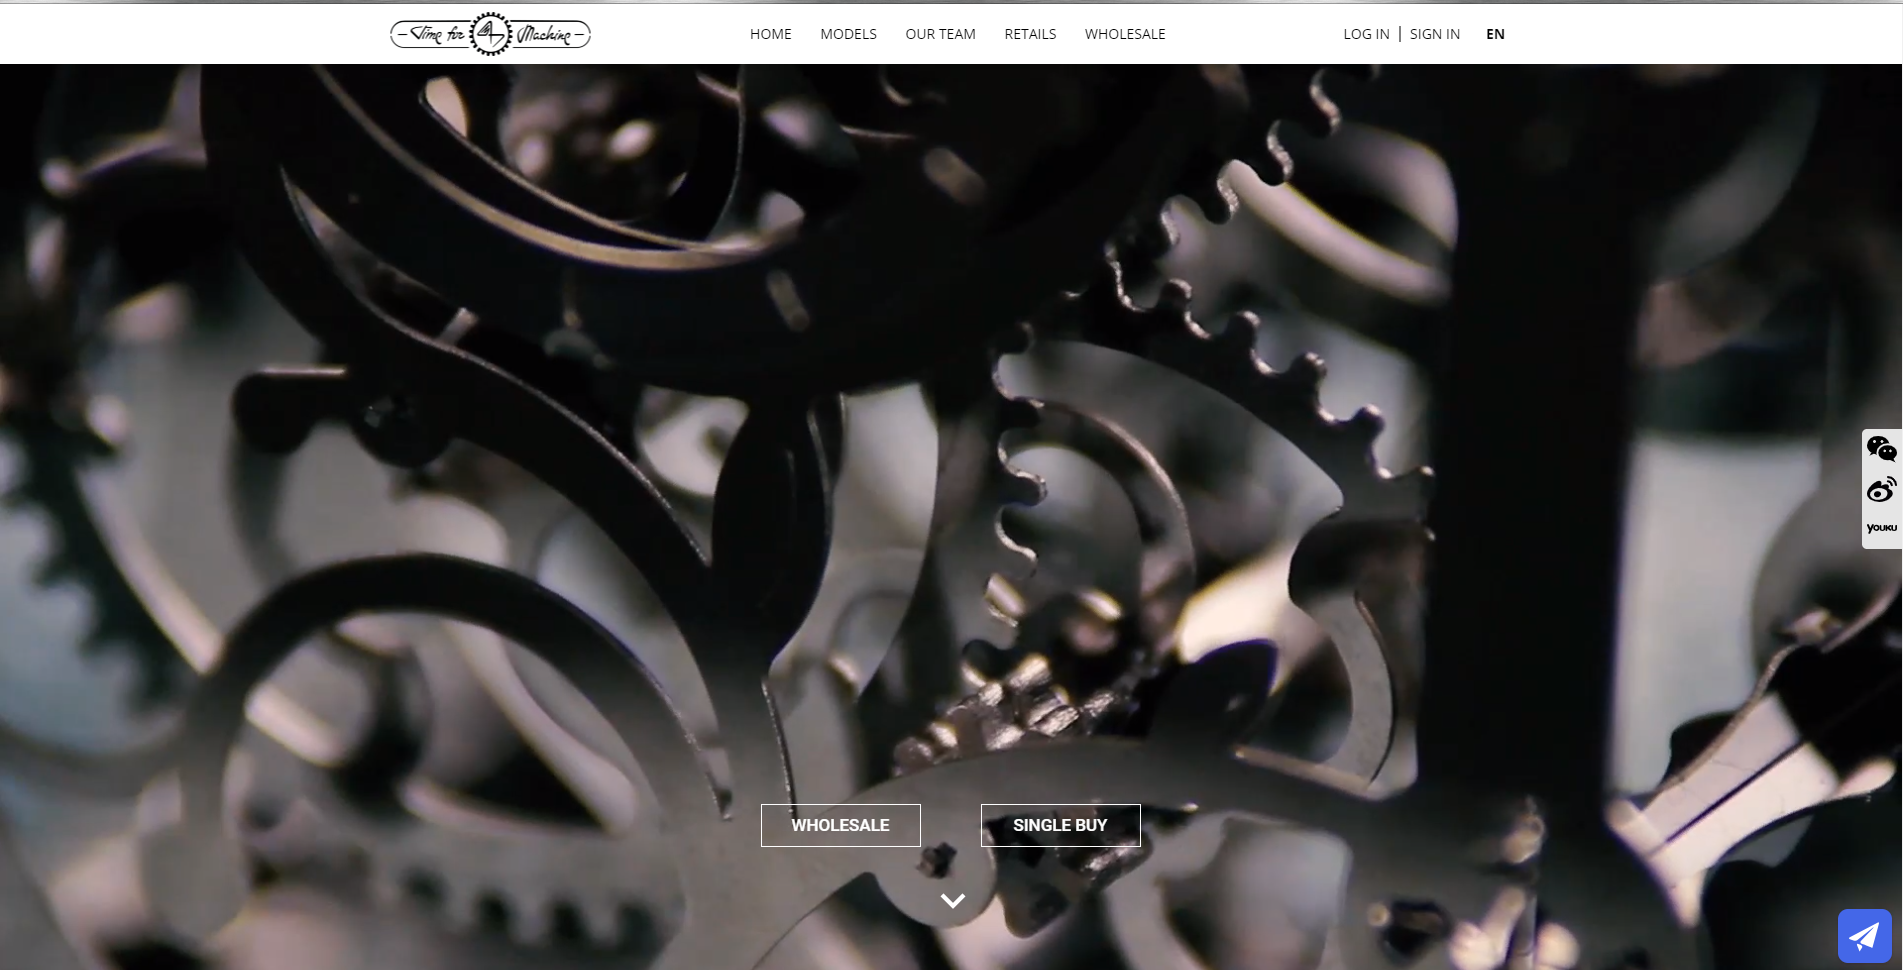 Time for Machine
HOME MODELS OUR TEAM RETAILS WHOLESALE
LOG IN | SIGN IN EN
YOUKU
WHOLESALE SINGLE BUY